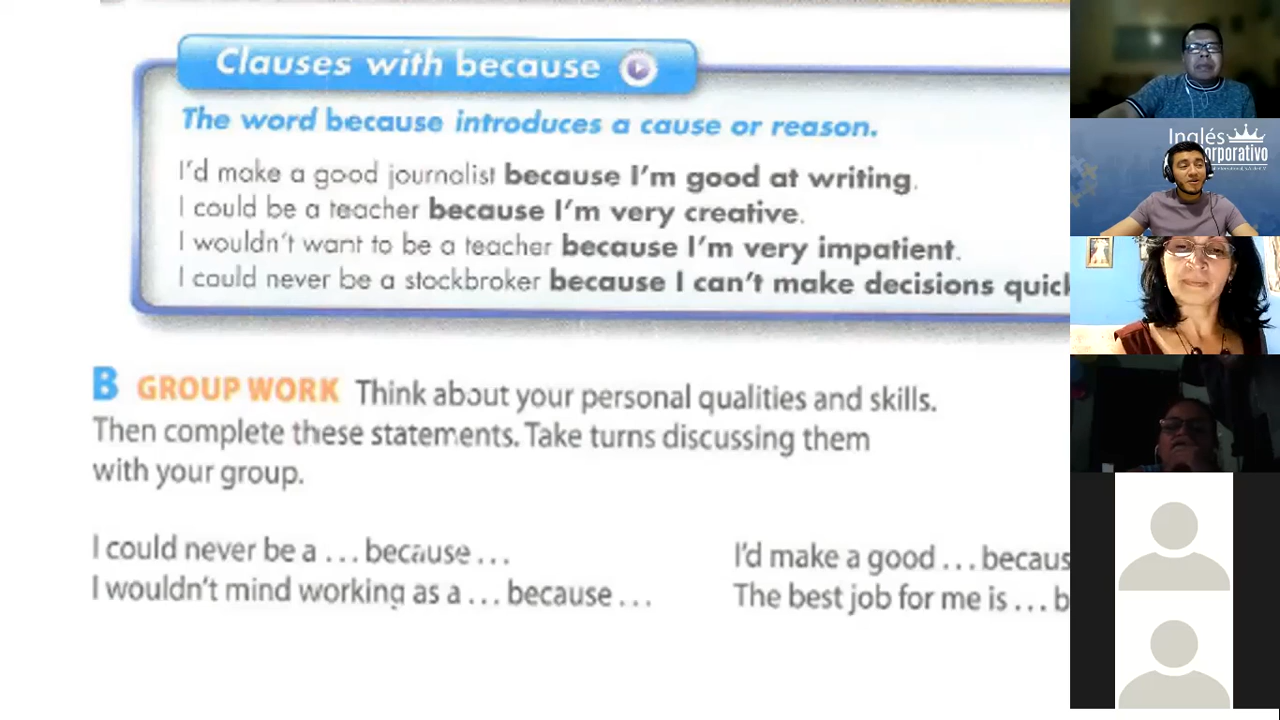 Clauses with because
The word because introduces a cause or reason.
I'd make a good journalist because I'm good at writing.
I could be a teacher because I'm very creative.
I wouldn't want to be a teacher because I'm very impatient.
I could never be a stockbroker because I can't make decisions quick
B GROUP WORK Think about your personal qualities and skills.
Then complete these statements. Take turns discussing them
with your group.
I could never be a ... because ...
I wouldn't mind working as a ... because ...
I'd make a good ... becaus
The best job for me is ... b
Inglés
orporativo